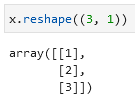 x.reshape((3, 1))
array([[1],
       [2],
       [3]])